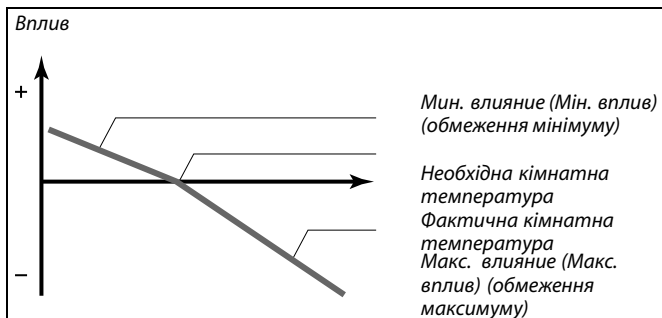 Вплив
+
Мин. влияние (Мін. вплив)
(обмеження мінімуму)
Необхідна кімнатна
температура
Фактична кімнатна
температура
Макс. влияние (Макс.
вплив) (обмеження
максимуму)
–